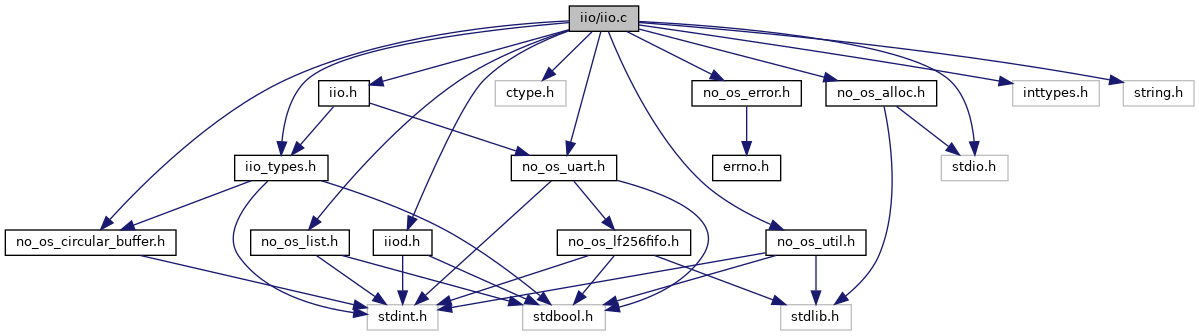 iio/iio.c
iio.h
ctype.h
no_os_error.h
no_os_alloc.h
inttypes.h
string.h
iio_types.h
no_os_uart.h
errno.h
stdio.h
no_os_circular_buffer.h
no_os_list.h
iiod.h
no_os_lf256fifo.h
no_os_util.h
stdint.h
stdbool.h
stdlib.h